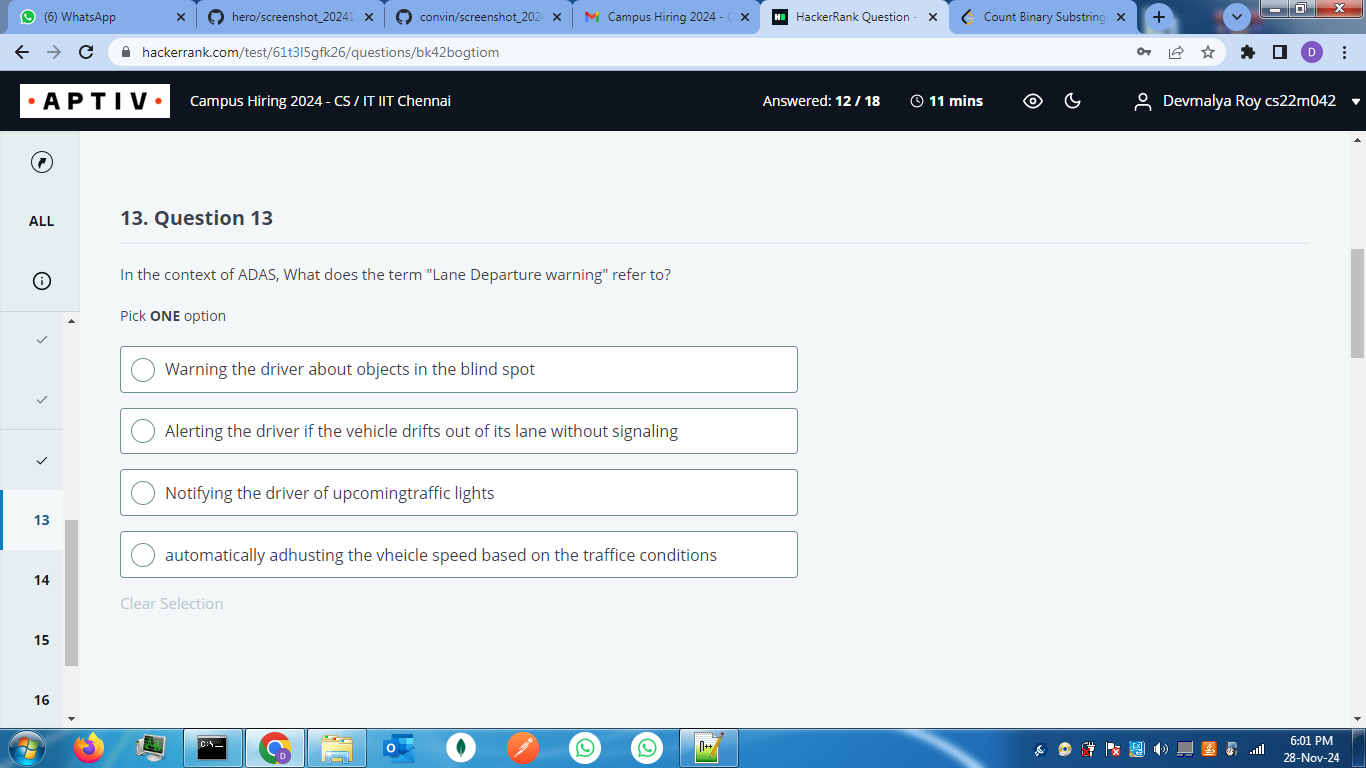 (6) WhatsApp
hero/screenshot_20241
convin/screenshot_202
Campus Hiring 2024 - C
HackerRank Question -
Count Binary Substring
hackerrank.com/test/61t3l5gfk26/questions/bk42bogtiom
D
• APTIV •
Campus Hiring 2024 - CS / IT IIT Chennai
Answered: 12 / 18
11 mins
Devmalya Roy cs22m042
ALL
13. Question 13
In the context of ADAS, What does the term "Lane Departure warning" refer to?
Pick ONE option
Warning the driver about objects in the blind spot
Alerting the driver if the vehicle drifts out of its lane without signaling
Notifying the driver of upcomingtraffic lights
automatically adhusting the vheicle speed based on the traffice conditions
Clear Selection
13
14
15
16
6:01 PM
28-Nov-24